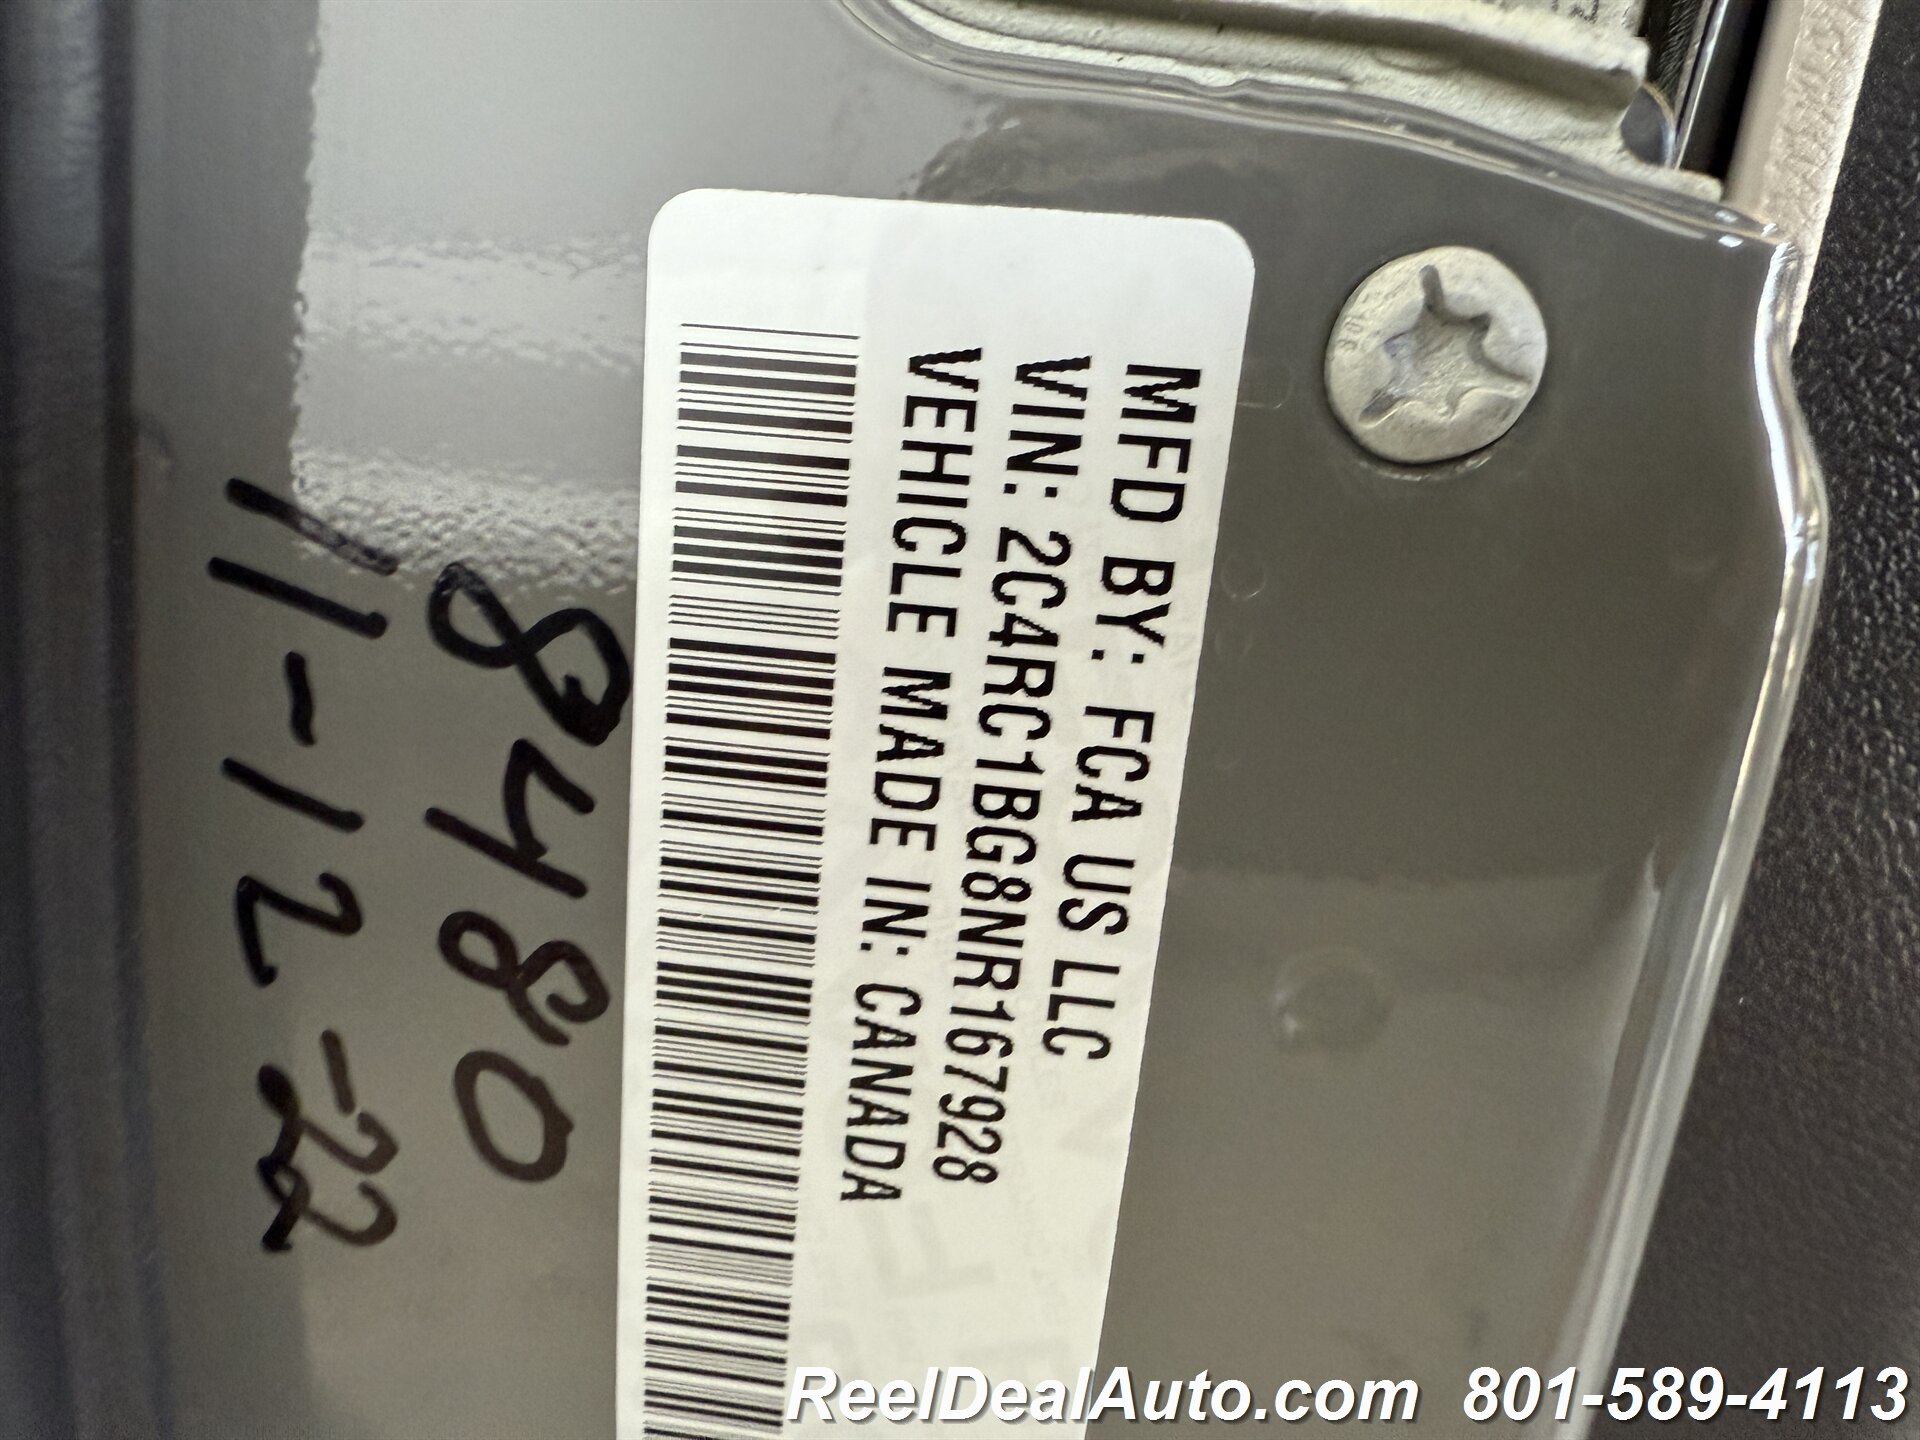 MFD BY: FCA US LLC
VIN: 2C4RC1BG8NR167928
VEHICLE MADE IN: CANADA
8480
11-12-22
ReelDealAuto.com 801-589-4113